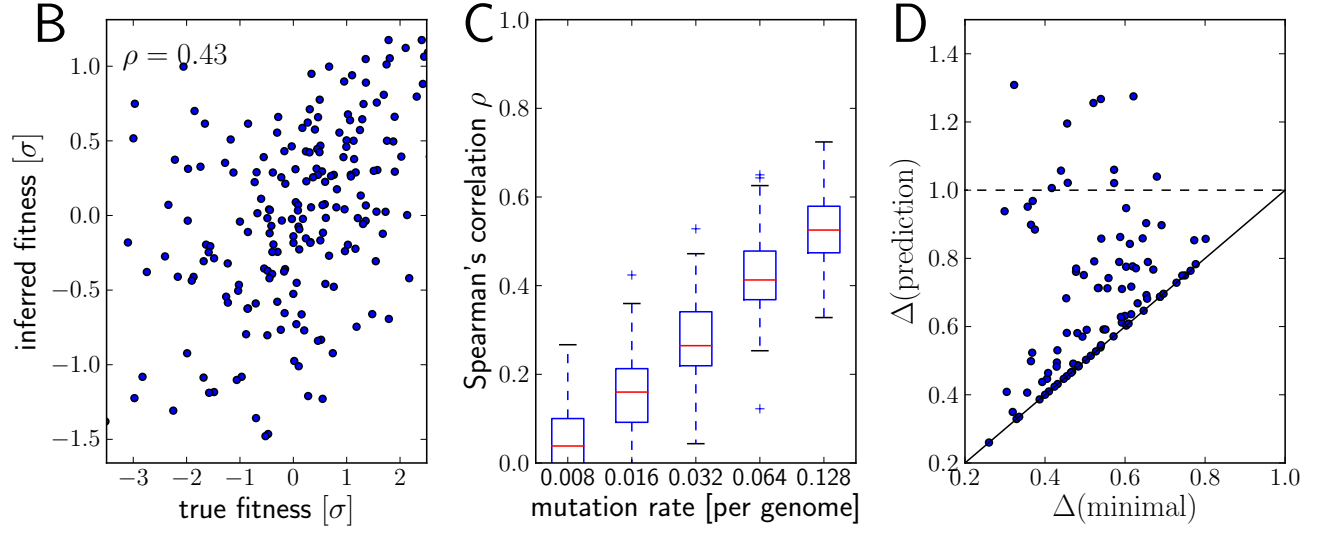 B
ρ = 0.43
inferred fitness [σ]
1.0
0.5
0.0
−0.5
−1.0
−1.5
−3 −2 −1 0 1 2
true fitness [σ]
C
Spearman's correlation ρ
1.0
0.8
0.6
0.4
0.2
0.0
0.008 0.016 0.032 0.064 0.128
mutation rate [per genome]
D
Δ(prediction)
1.4
1.2
1.0
0.8
0.6
0.4
0.2
0.2 0.4 0.6 0.8 1.0
Δ(minimal)